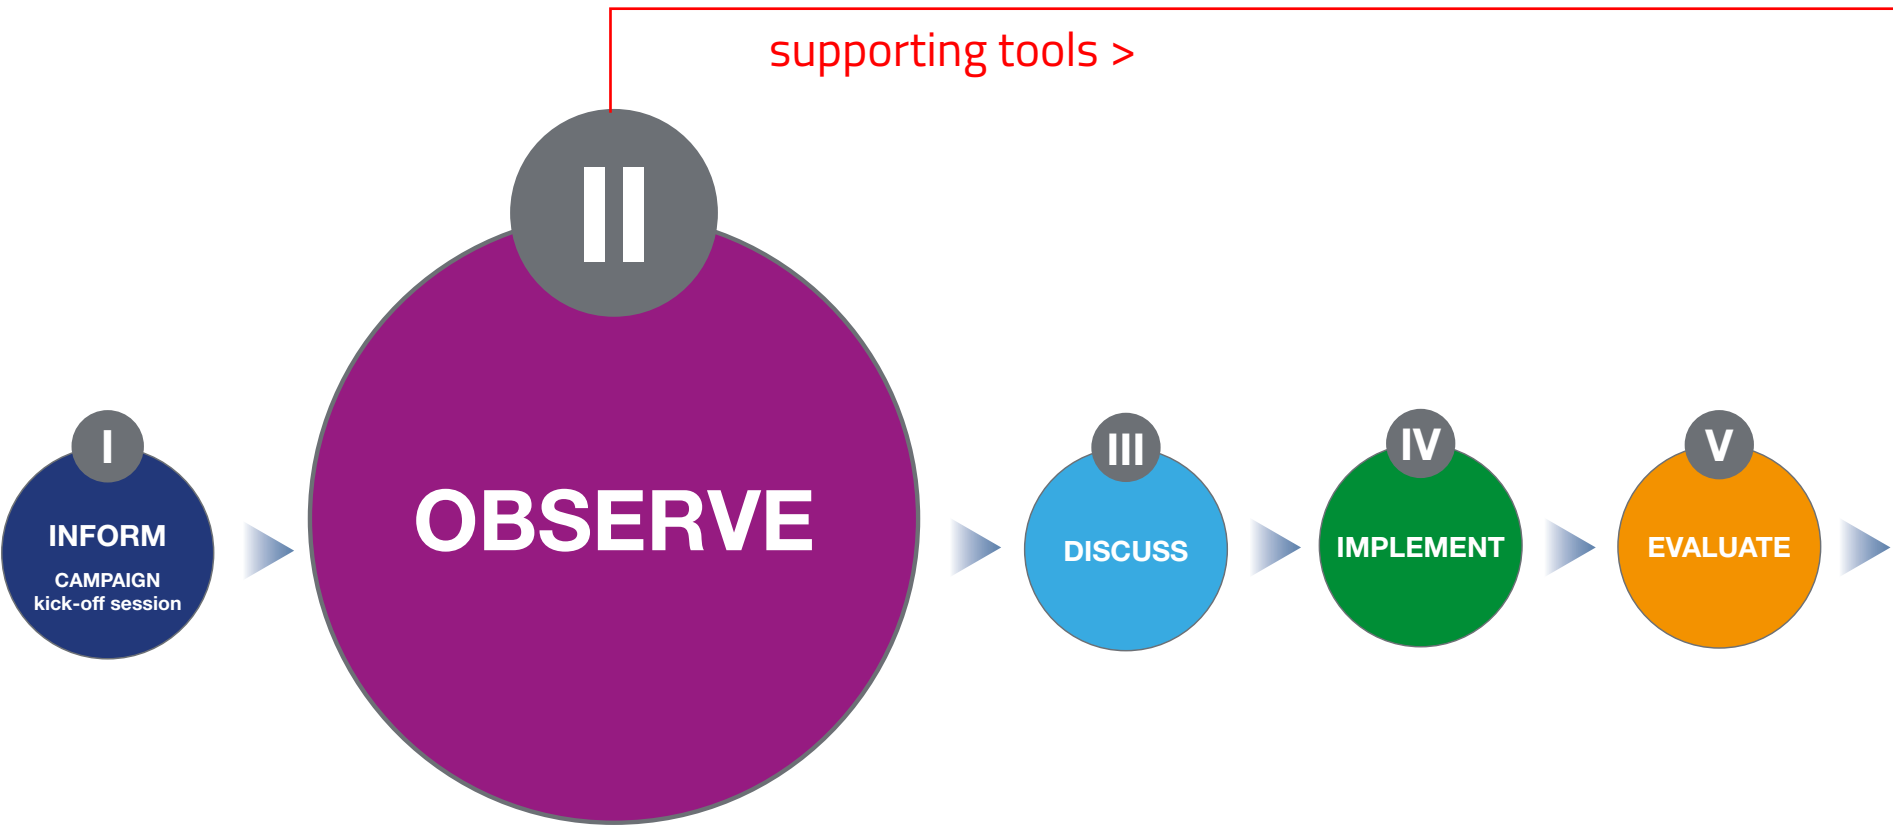 supporting tools >
I
INFORM
CAMPAIGN
kick-off session
II
OBSERVE
III
DISCUSS
IV
IMPLEMENT
V
EVALUATE